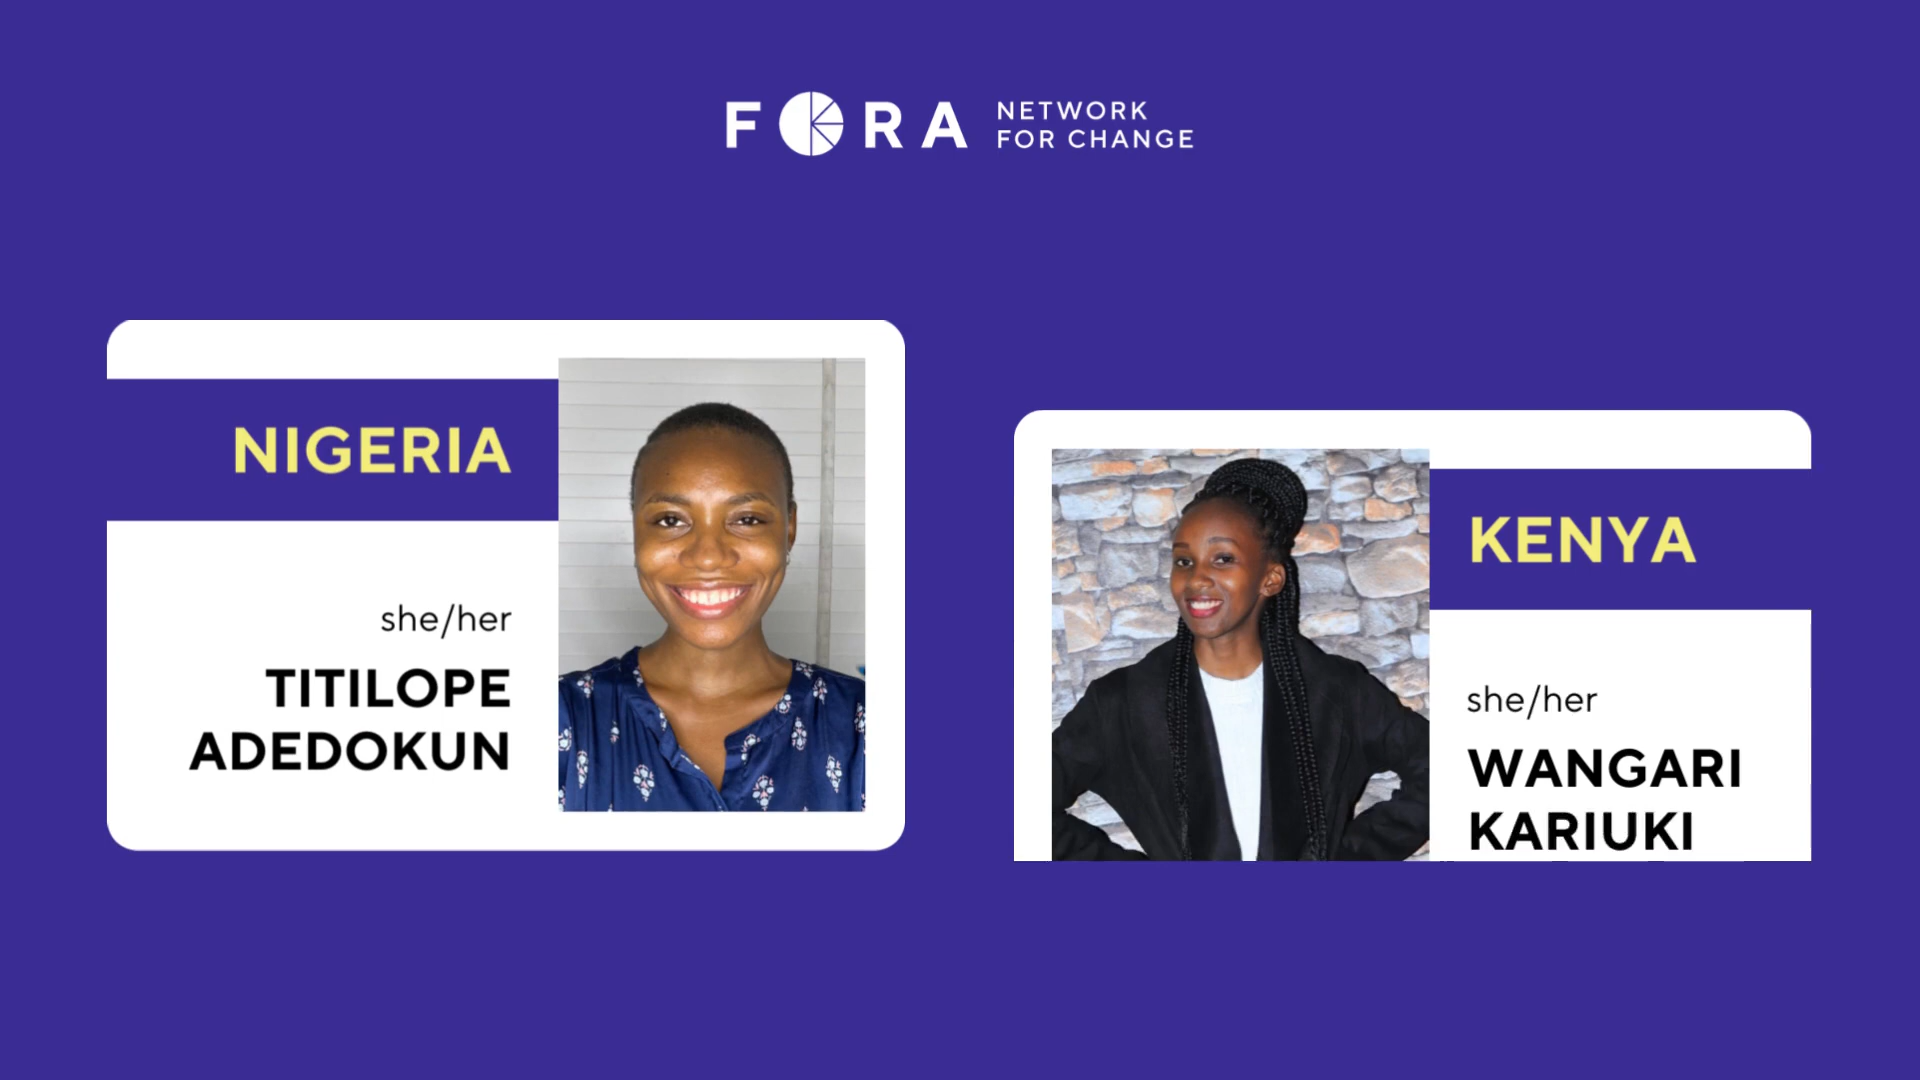 FORA NETWORK
FOR CHANGE
NIGERIA
she/her
TITILOPE
ADEDOKUN
KENYA
she/her
WANGARI
KARIUKI